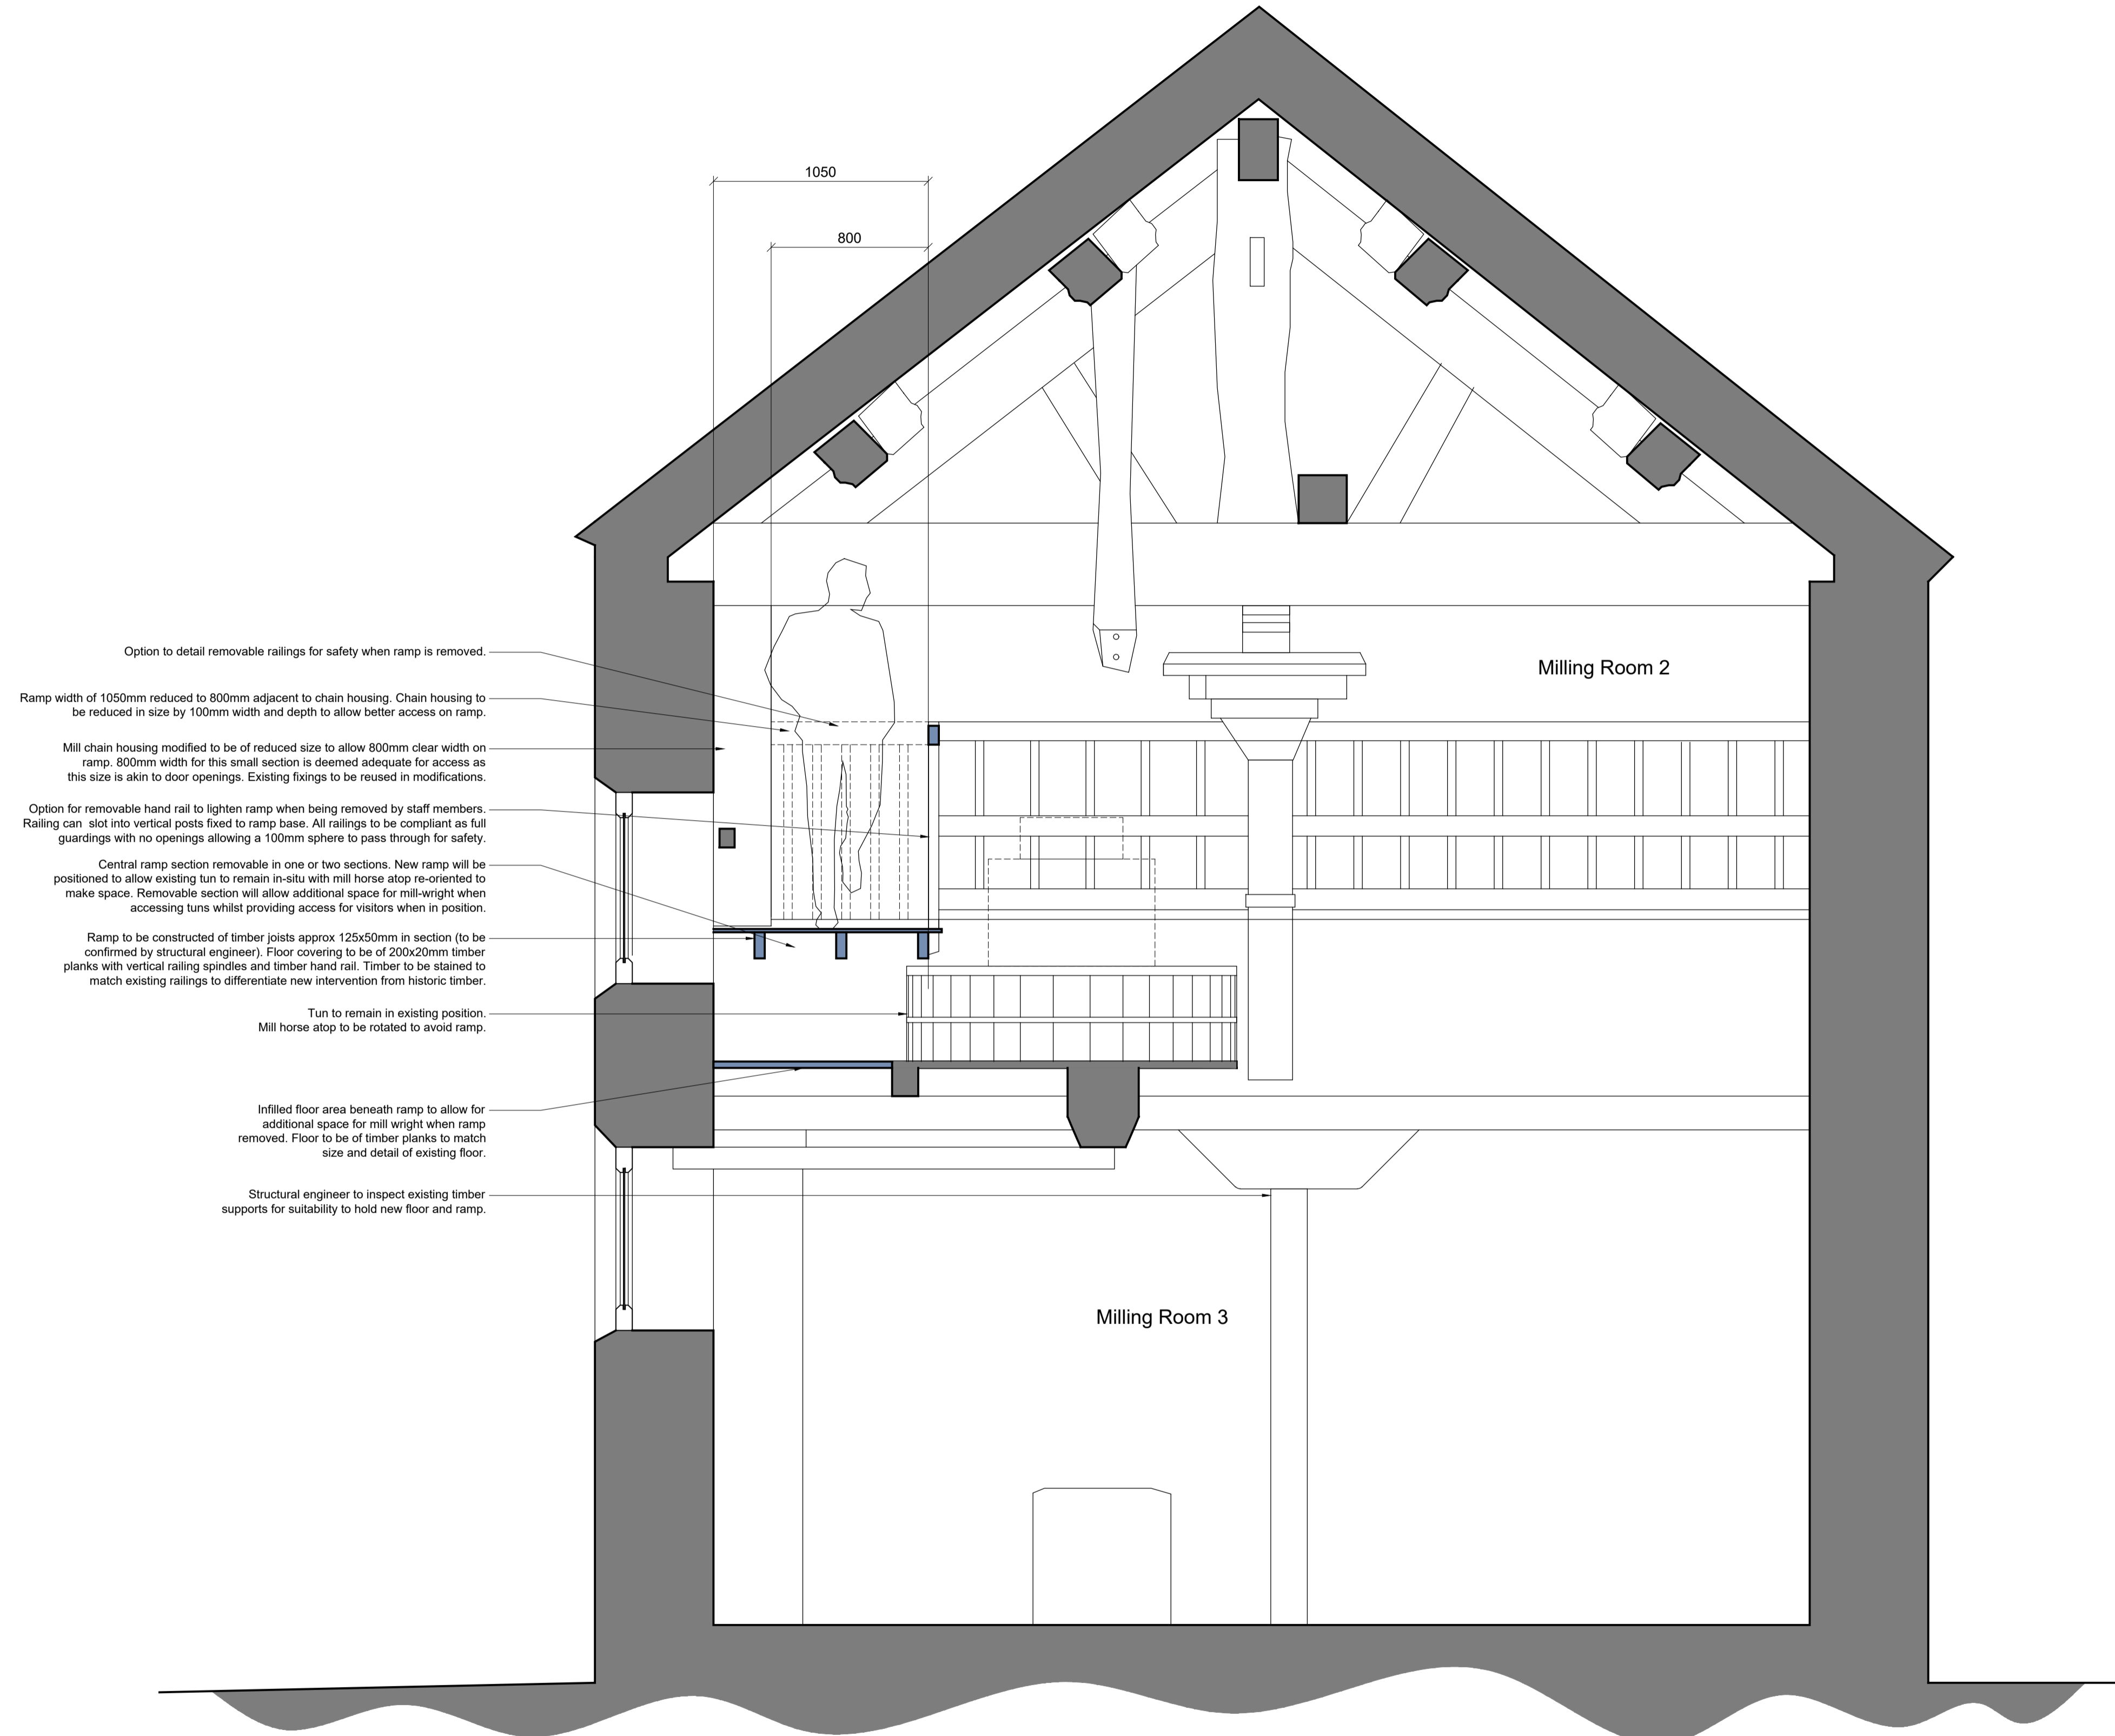 1050
800
Option to detail removable railings for safety when ramp is removed.
Milling Room 2
Ramp width of 1050mm reduced to 800mm adjacent to chain housing. Chain housing to
be reduced in size by 100mm width and depth to allow better access on ramp.
Mill chain housing modified to be of reduced size to allow 800mm clear width on
ramp. 800mm width for this small section is deemed adequate for access as
this size is akin to door openings. Existing fixings to be reused in modifications.
Option for removable hand rail to lighten ramp when being removed by staff members.
Railing can slot into vertical posts fixed to ramp base. All railings to be compliant as full
guardings with no openings allowing a 100mm sphere to pass through for safety.
Central ramp section removable in one or two sections. New ramp will be
positioned to allow existing tun to remain in-situ with mill horse atop re-oriented to
make space. Removable section will allow additional space for mill-wright when
accessing tuns whilst providing access for visitors when in position.
Ramp to be constructed of timber joists approx 125x50mm in section (to be
confirmed by structural engineer). Floor covering to be of 200x20mm timber
planks with vertical railing spindles and timber hand rail. Timber to be stained to
match existing railings to differentiate new intervention from historic timber.
Tun to remain in existing position.
Mill horse atop to be rotated to avoid ramp.
Infilled floor area beneath ramp to allow for
additional space for mill wright when ramp
removed. Floor to be of timber planks to match
size and detail of existing floor.
Structural engineer to inspect existing timber
supports for suitability to hold new floor and ramp.
Milling Room 3